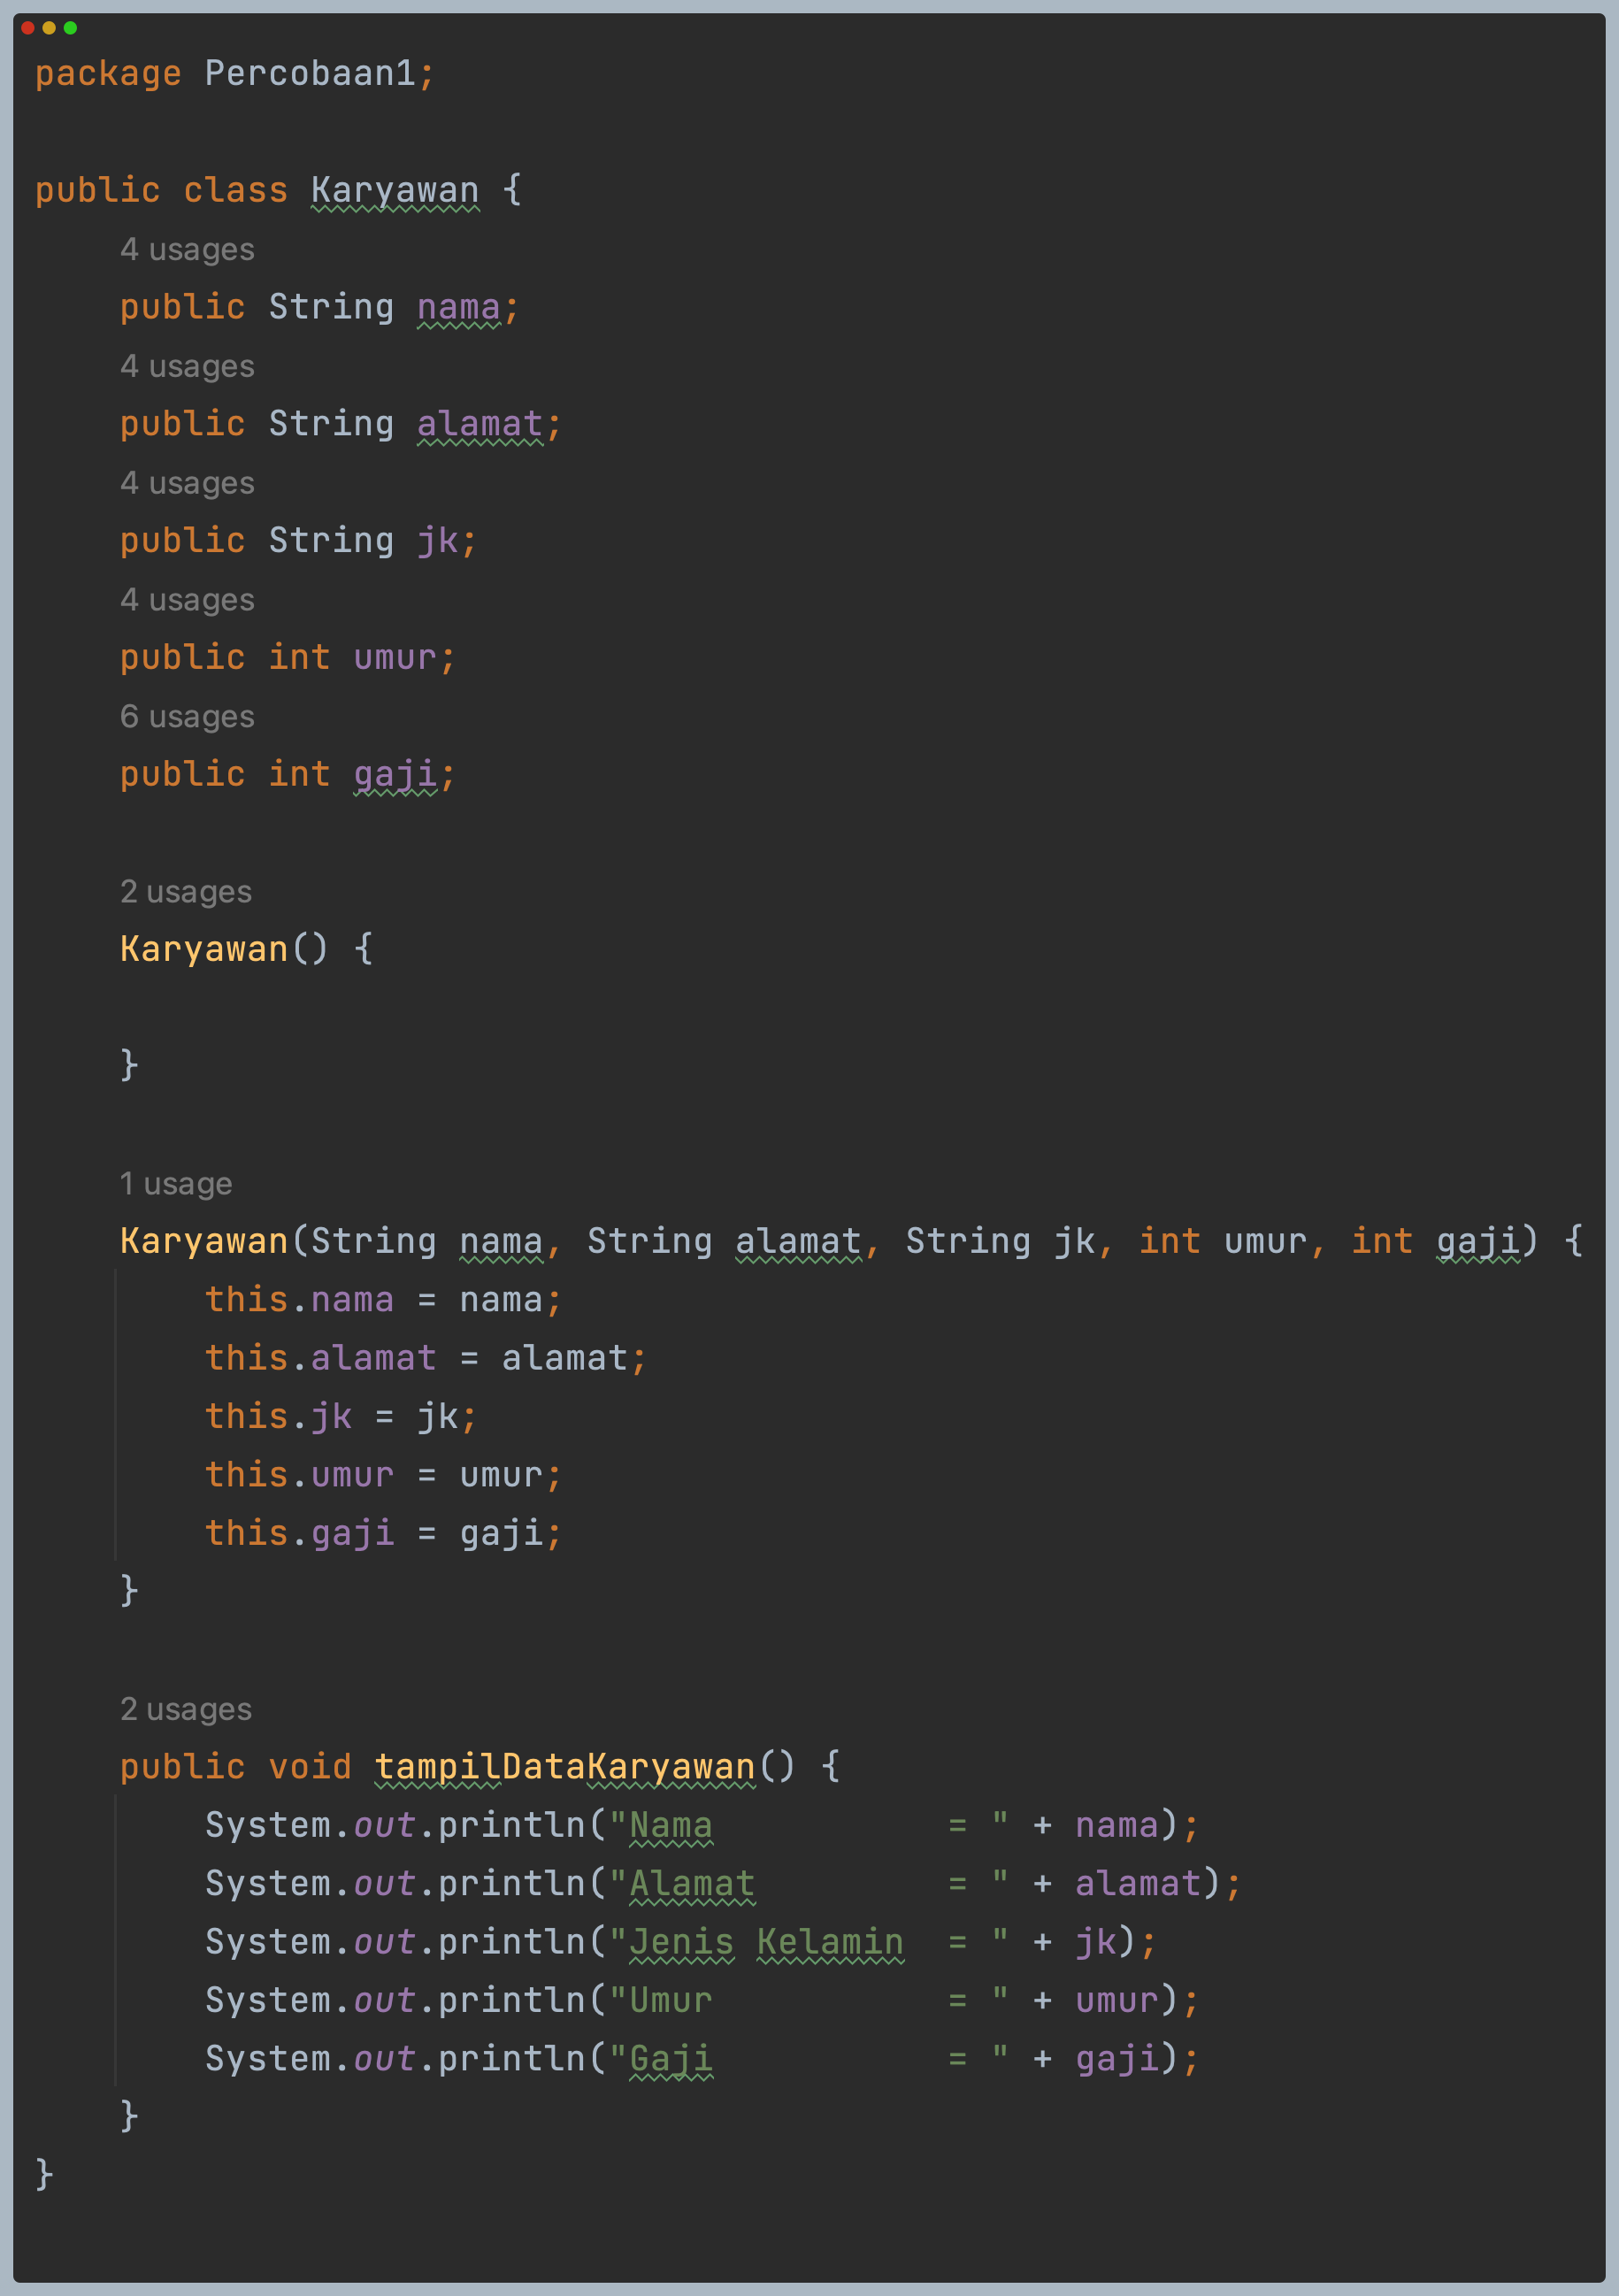 package Percobaan1;
public class Karyawan {
4 usages
public String nama;
4 usages
public String alamat;
4 usages
public String jk;
4 usages
public int umur;
6 usages
public int gaji;
2 usages
Karyawan() {
}
1 usage
Karyawan(String nama, String alamat, String jk, int umur, int gaji) {
this.nama = nama;
this.alamat = alamat;
this.jk = jk;
this.umur = umur;
this.gaji = gaji;
}
2 usages
public void tampilDataKaryawan() {
System.out.println("Nama           = " + nama);
System.out.println("Alamat         = " + alamat);
System.out.println("Jenis Kelamin  = " + jk);
System.out.println("Umur           = " + umur);
System.out.println("Gaji           = " + gaji);
}
}